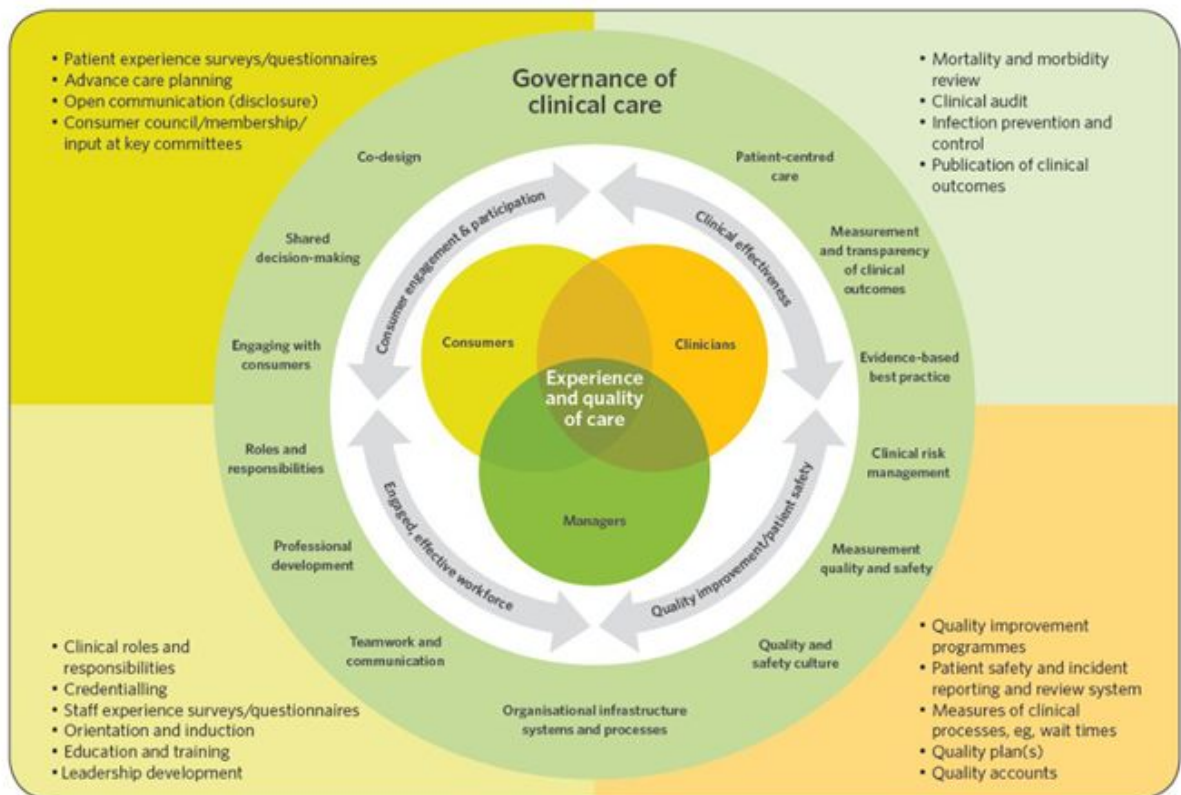 • Patient experience surveys/questionnaires
• Advance care planning
• Open communication (disclosure)
• Consumer council/membership/
input at key committees
• Mortality and morbidity
review
• Clinical audit
• Infection prevention and
control
• Publication of clinical
outcomes
Governance of
clinical care
Co-design
Shared
decision-making
Engaging with
consumers
Roles and
responsibilities
Professional
development
Teamwork and
communication
Organisational infrastructure
systems and processes
Patient-centred
care
Measurement
and transparency
of clinical
outcomes
Evidence-based
best practice
Clinical risk
management
Measurement
quality and safety
Quality and
safety culture
Consumer engagement & participation
Clinical effectiveness
Engaged, effective workforce
Quality improvement/patient safety
Consumers
Clinicians
Experience
and quality
of care
Managers
• Clinical roles and
responsibilities
• Credentialling
• Staff experience surveys/questionnaires
• Orientation and induction
• Education and training
• Leadership development
• Quality improvement
programmes
• Patient safety and incident
reporting and review system
• Measures of clinical
processes, eg, wait times
• Quality plan(s)
• Quality accounts